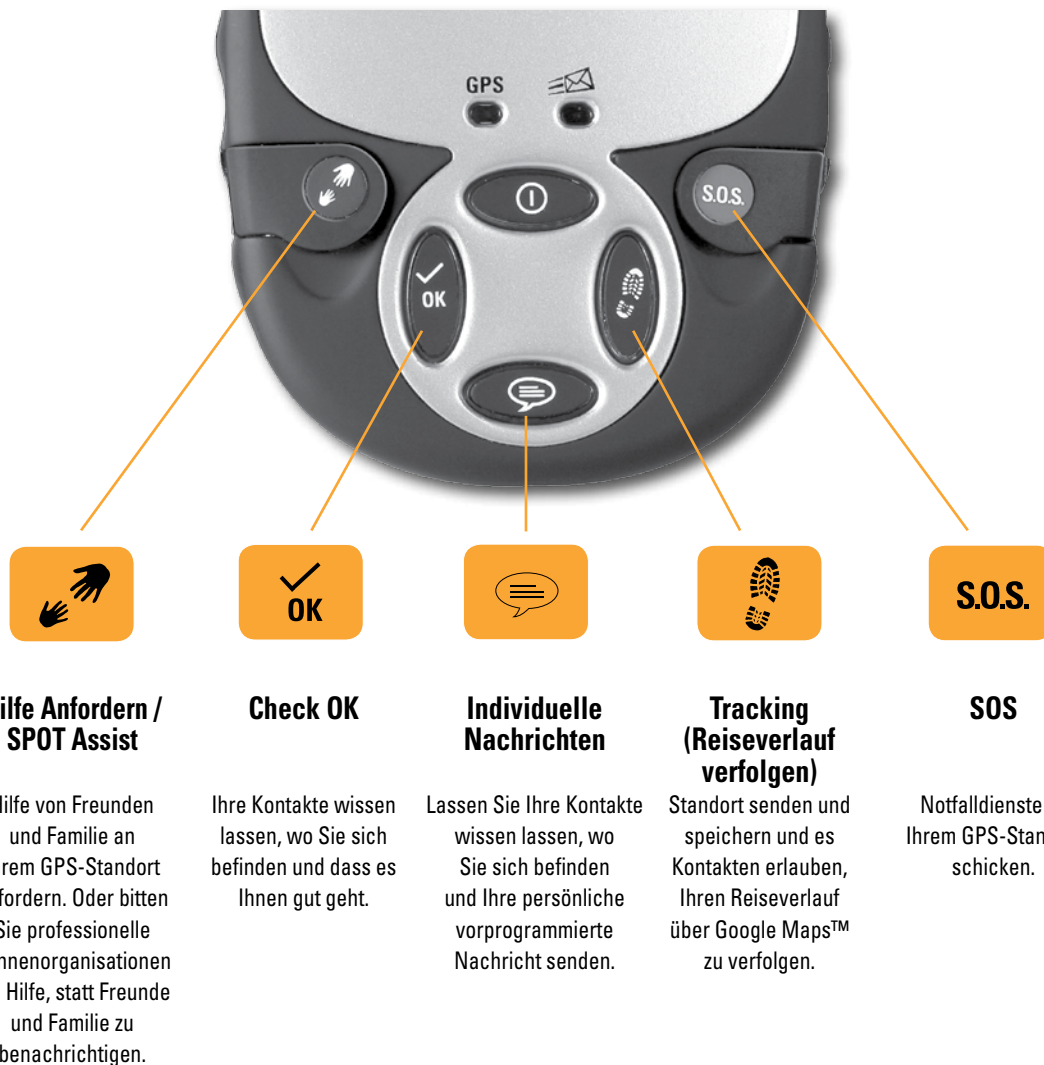 GPS
S.O.S.
OK
OK
S.O.S.
ilfe Anfordern /
SPOT Assist
ilfe von Freunden
und Familie an
rem GPS-Standort
fordern. Oder bitten
Sie professionelle
nnenorganisationen
Hilfe, statt Freunde
und Familie zu
benachrichtigen.
Check OK
Ihre Kontakte wissen
lassen, wo Sie sich
befinden und dass es
Ihnen gut geht.
Individuelle
Nachrichten
Lassen Sie Ihre Kontakte
wissen lassen, wo
Sie sich befinden
und Ihre persönliche
vorprogrammierte
Nachricht senden.
Tracking
(Reiseverlauf
verfolgen)
Standort senden und
speichern und es
Kontakten erlauben,
Ihren Reiseverlauf
über Google Maps™
zu verfolgen.
SOS
Notfalldienste
Ihrem GPS-Stan
schicken.